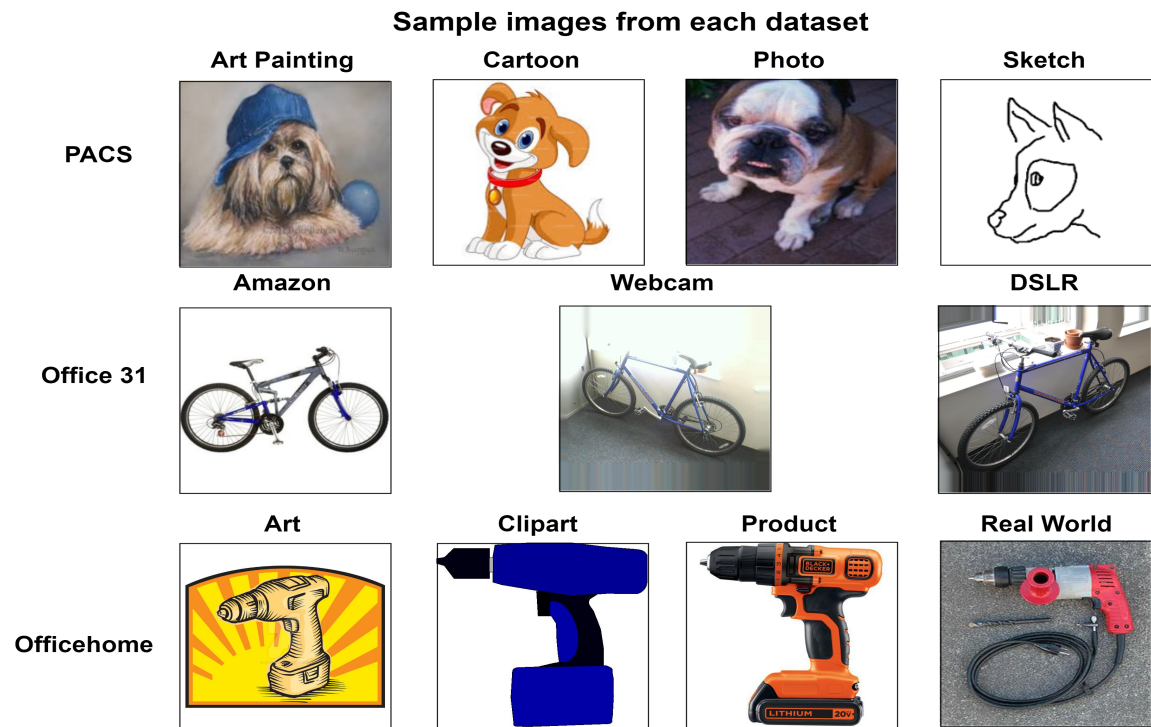 Sample images from each dataset
Art Painting
Cartoon
Photo
Sketch
PACS
Amazon
Webcam
DSLR
Office 31
Art
Clipart
Product
Real World
Officehome
BLACK+
DECKER
LITHIUM
20v